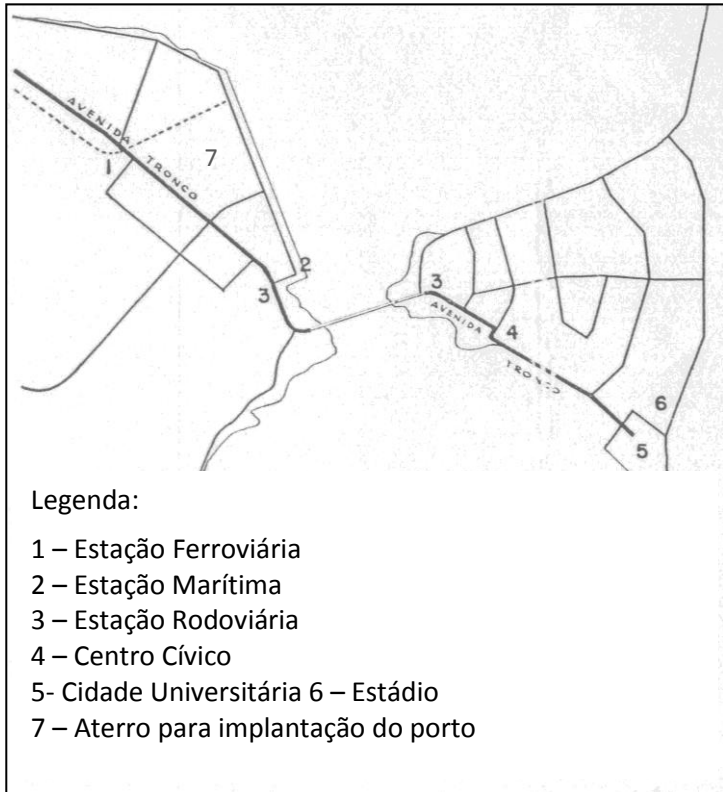 AVENIDA
TRONCO
1
7
2
3
3
AVENIDA
4
TRONCO
6
5
Legenda:
1 – Estação Ferroviária
2 – Estação Marítima
3 – Estação Rodoviária
4 – Centro Cívico
5- Cidade Universitária 6 – Estádio
7 – Aterro para implantação do porto